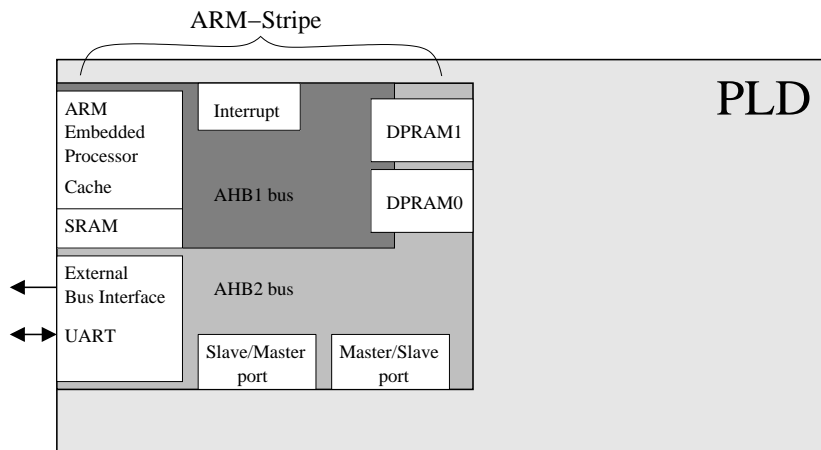 ARM−Stripe
PLD
ARM
Embedded
Processor
Cache
SRAM
Interrupt
AHB1 bus
DPRAM1
DPRAM0
External
Bus Interface
UART
AHB2 bus
Slave/Master
port
Master/Slave
port